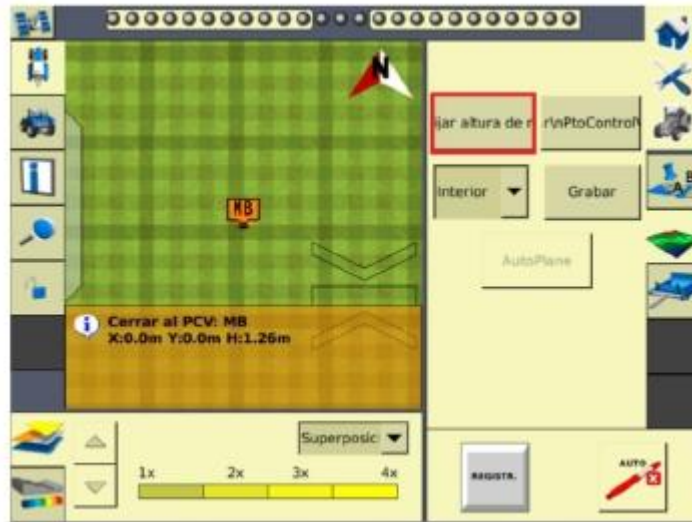 N
ijar altura de r
r\nPtoControl\
Interior
Grabar
MB
AutoPlane
Cerrar al PCV: MB
X:0.0m Y:0.0m H:1.26m
Superposic:
1x 2x 3x 4x
REGISTR.
AUTO
A B